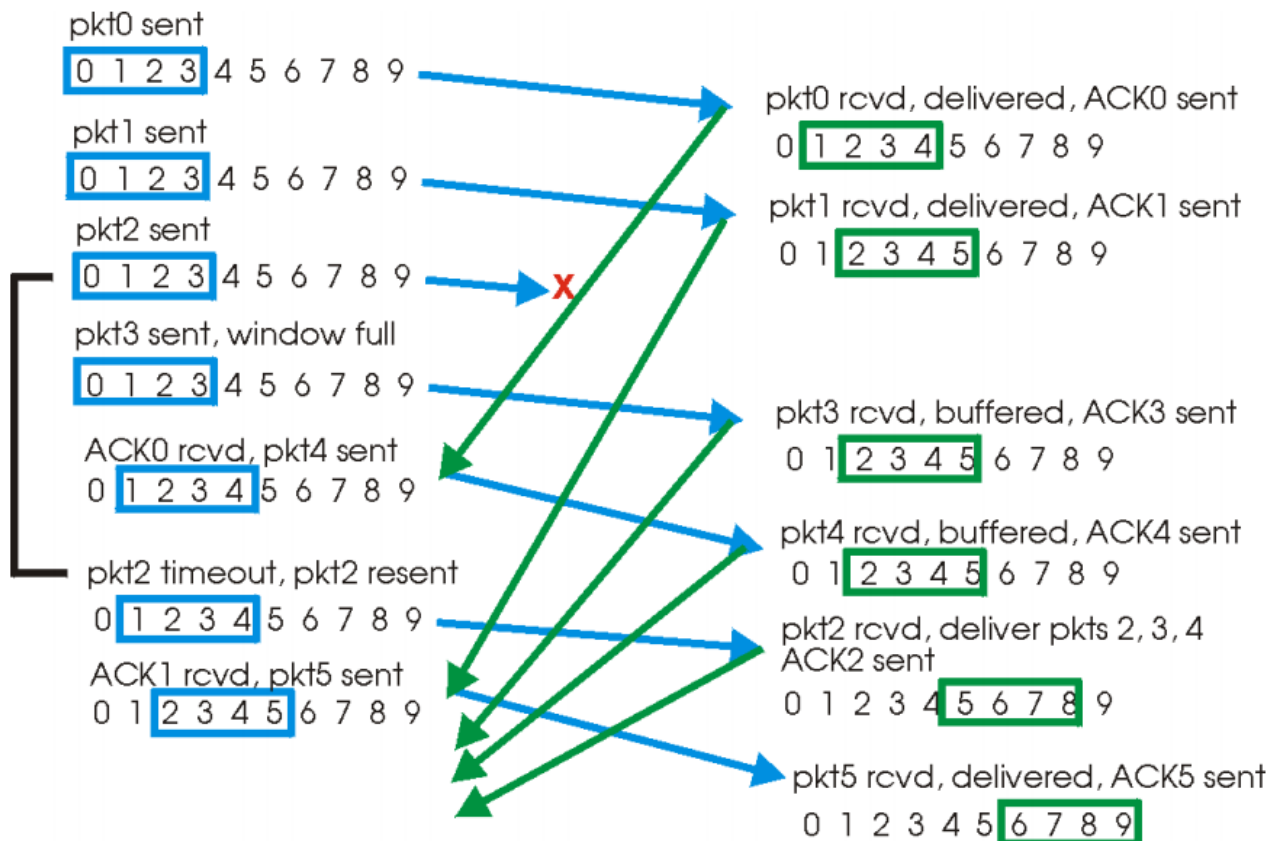 pkt0 sent
0 1 2 3 4 5 6 7 8 9
pkt1 sent
0 1 2 3 4 5 6 7 8 9
pkt2 sent
0 1 2 3 4 5 6 7 8 9
X
pkt3 sent, window full
0 1 2 3 4 5 6 7 8 9
ACK0 rcvd, pkt4 sent
0 1 2 3 4 5 6 7 8 9
pkt2 timeout, pkt2 resent
0 1 2 3 4 5 6 7 8 9
ACK1 rcvd, pkt5 sent
0 1 2 3 4 5 6 7 8 9
pkt0 rcvd, delivered, ACK0 sent
0 1 2 3 4 5 6 7 8 9
pkt1 rcvd, delivered, ACK1 sent
0 1 2 3 4 5 6 7 8 9
pkt3 rcvd, buffered, ACK3 sent
0 1 2 3 4 5 6 7 8 9
pkt4 rcvd, buffered, ACK4 sent
0 1 2 3 4 5 6 7 8 9
pkt2 rcvd, deliver pkts 2, 3, 4
ACK2 sent
0 1 2 3 4 5 6 7 8 9
pkt5 rcvd, delivered, ACK5 sent
0 1 2 3 4 5 6 7 8 9